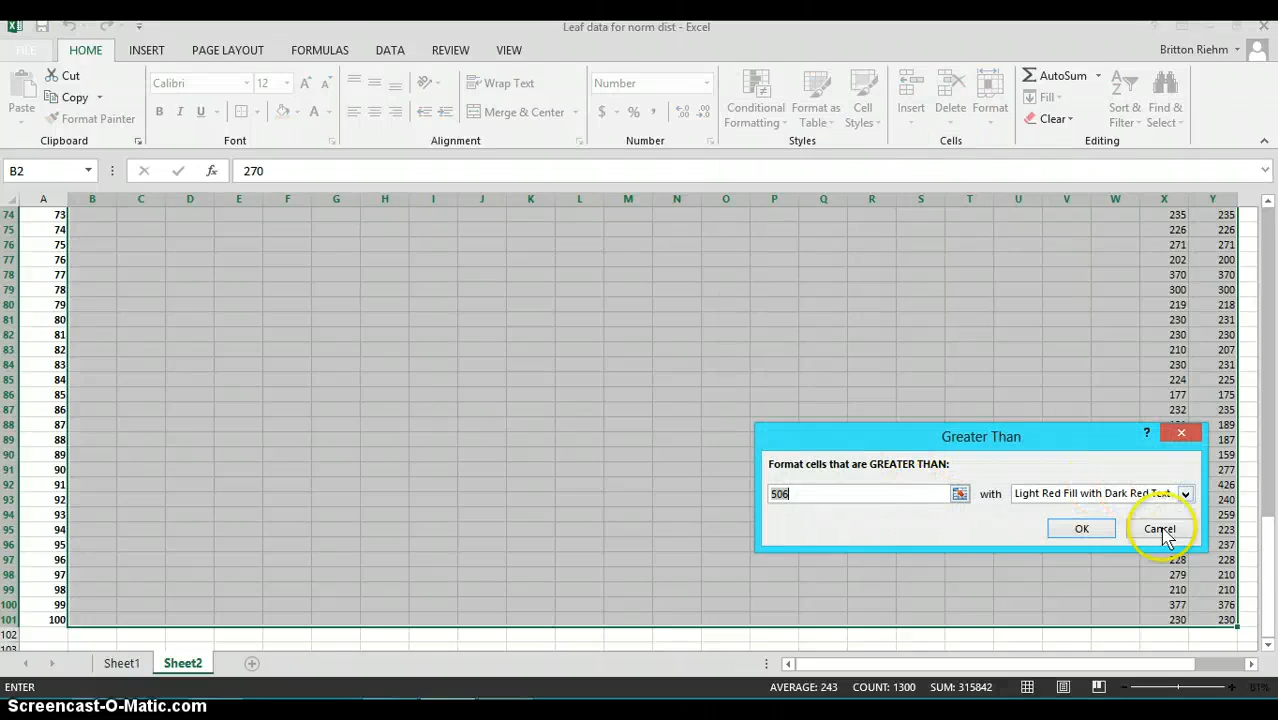 Leaf data for norm dist - Excel
FILE HOME INSERT PAGE LAYOUT FORMULAS DATA REVIEW VIEW Britton Riehm
Paste Cut Copy Format Painter Clipboard
Calibri 12 B I U A Font
Wrap Text Merge & Center Alignment
Number $ % , Number
Conditional Formatting Format as Table Cell Styles Styles
Insert Delete Format Cells
AutoSum Fill Clear Sort & Filter Find & Select Editing
B2 fx 270
A B C D E F G H I J K L M N O P Q R S T U V W X Y
74 73 235 235
75 74 226 226
76 75 271 271
77 76 202 200
78 77 370 370
79 78 300 300
80 79 219 218
81 80 230 231
82 81 230 230
83 82 210 207
84 83 230 230
85 84 224 225
86 85 177 175
87 86 232 235
88 87 189
89 88 187
90 89 159
91 90 277
92 91 426
93 92 240
94 93 259
95 94 223
96 95 237
97 96 228 228
98 97 279 210
99 98 210 210
100 99 377 376
101 100 230 230
102
103
Greater Than ?
Format cells that are GREATER THAN:
506 with Light Red Fill with Dark Red Text
OK Cancel
Sheet1 Sheet2
ENTER AVERAGE: 243 COUNT: 1300 SUM: 315842 61%
Screencast-O-Matic.com